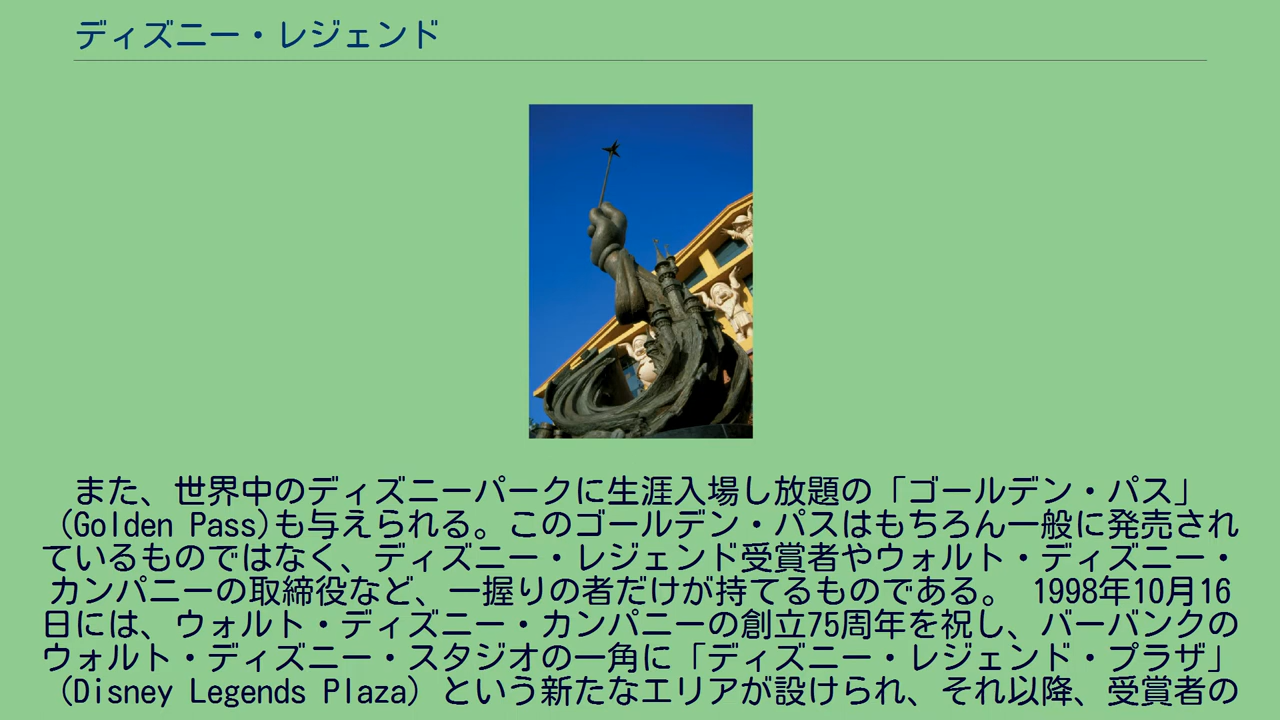 ディズニー・レジェンド
また、世界中のディズニーパークに生涯入場し放題の「ゴールデン・パス」
(Golden Pass)も与えられる。このゴールデン・パスはもちろん一般に発売され
ているものではなく、ディズニー・レジェンド受賞者やウォルト・ディズニー・
カンパニーの取締役など、一握りの者だけが持てるものである。 1998年10月16
日には、ウォルト・ディズニー・カンパニーの創立75周年を祝し、バーバンクの
ウォルト・ディズニー・スタジオの一角に「ディズニー・レジェンド・プラザ」
(Disney Legends Plaza) という新たなエリアが設けられ、それ以降、受賞者の